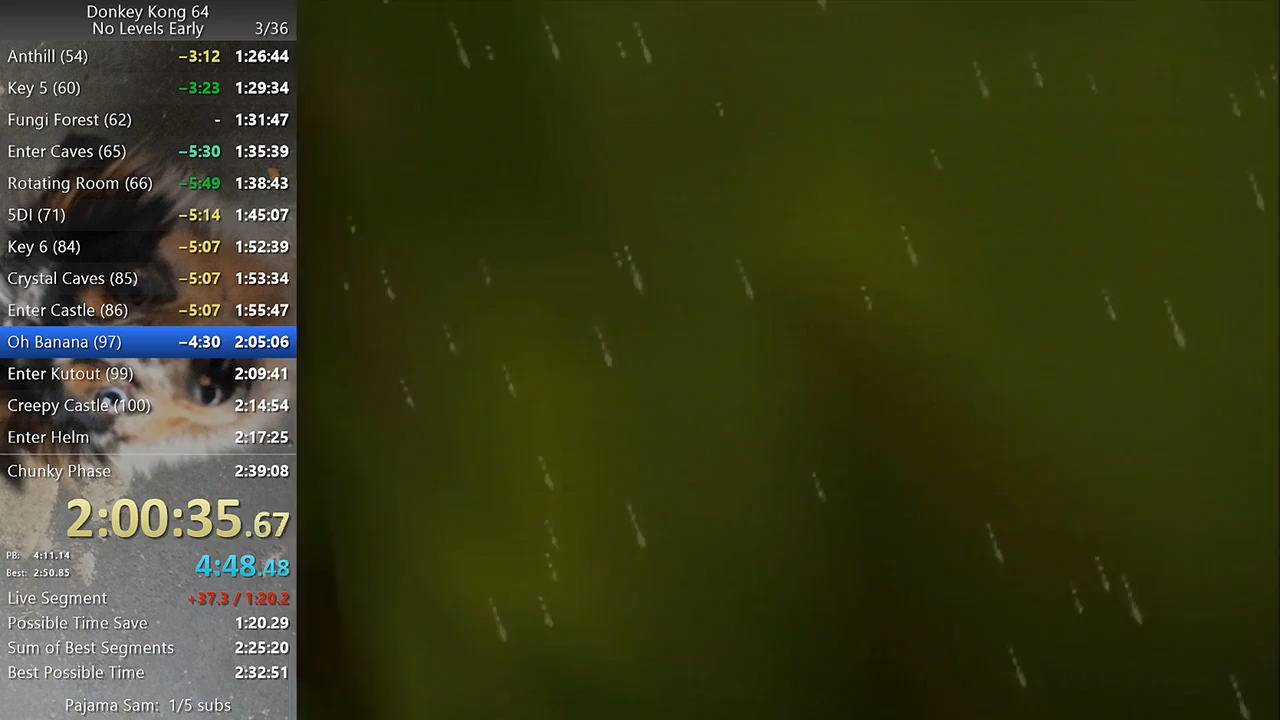 Donkey Kong 64
No Levels Early 3/36
Anthill (54) −3:12 1:26:44
Key 5 (60) −3:23 1:29:34
Fungi Forest (62) - 1:31:47
Enter Caves (65) −5:30 1:35:39
Rotating Room (66) −5:49 1:38:43
5DI (71) −5:14 1:45:07
Key 6 (84) −5:07 1:52:39
Crystal Caves (85) −5:07 1:53:34
Enter Castle (86) −5:07 1:55:47
Oh Banana (97) −4:30 2:05:06
Enter Kutout (99) 2:09:41
Creepy Castle (100) 2:14:54
Enter Helm 2:17:25
Chunky Phase 2:39:08
2:00:35.67
PB: 4:11.14
Best: 2:50.85
4:48.48
Live Segment +37.3 / 1:20.2
Possible Time Save 1:20.29
Sum of Best Segments 2:25:20
Best Possible Time 2:32:51
Pajama Sam: 1/5 subs